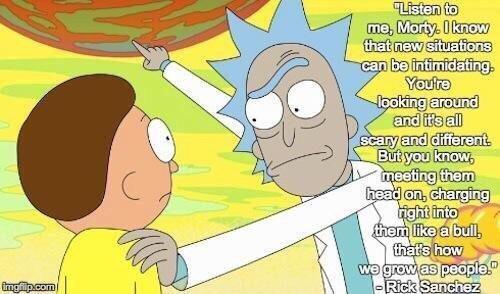 "Listen to
me, Morty. I know
that new situations
can be intimidating.
You're
looking around
and it's all
scary and different.
But you know,
meeting them
head on, charging
right into
them like a bull,
that's how
we grow as people."
- Rick Sanchez
imgflip.com